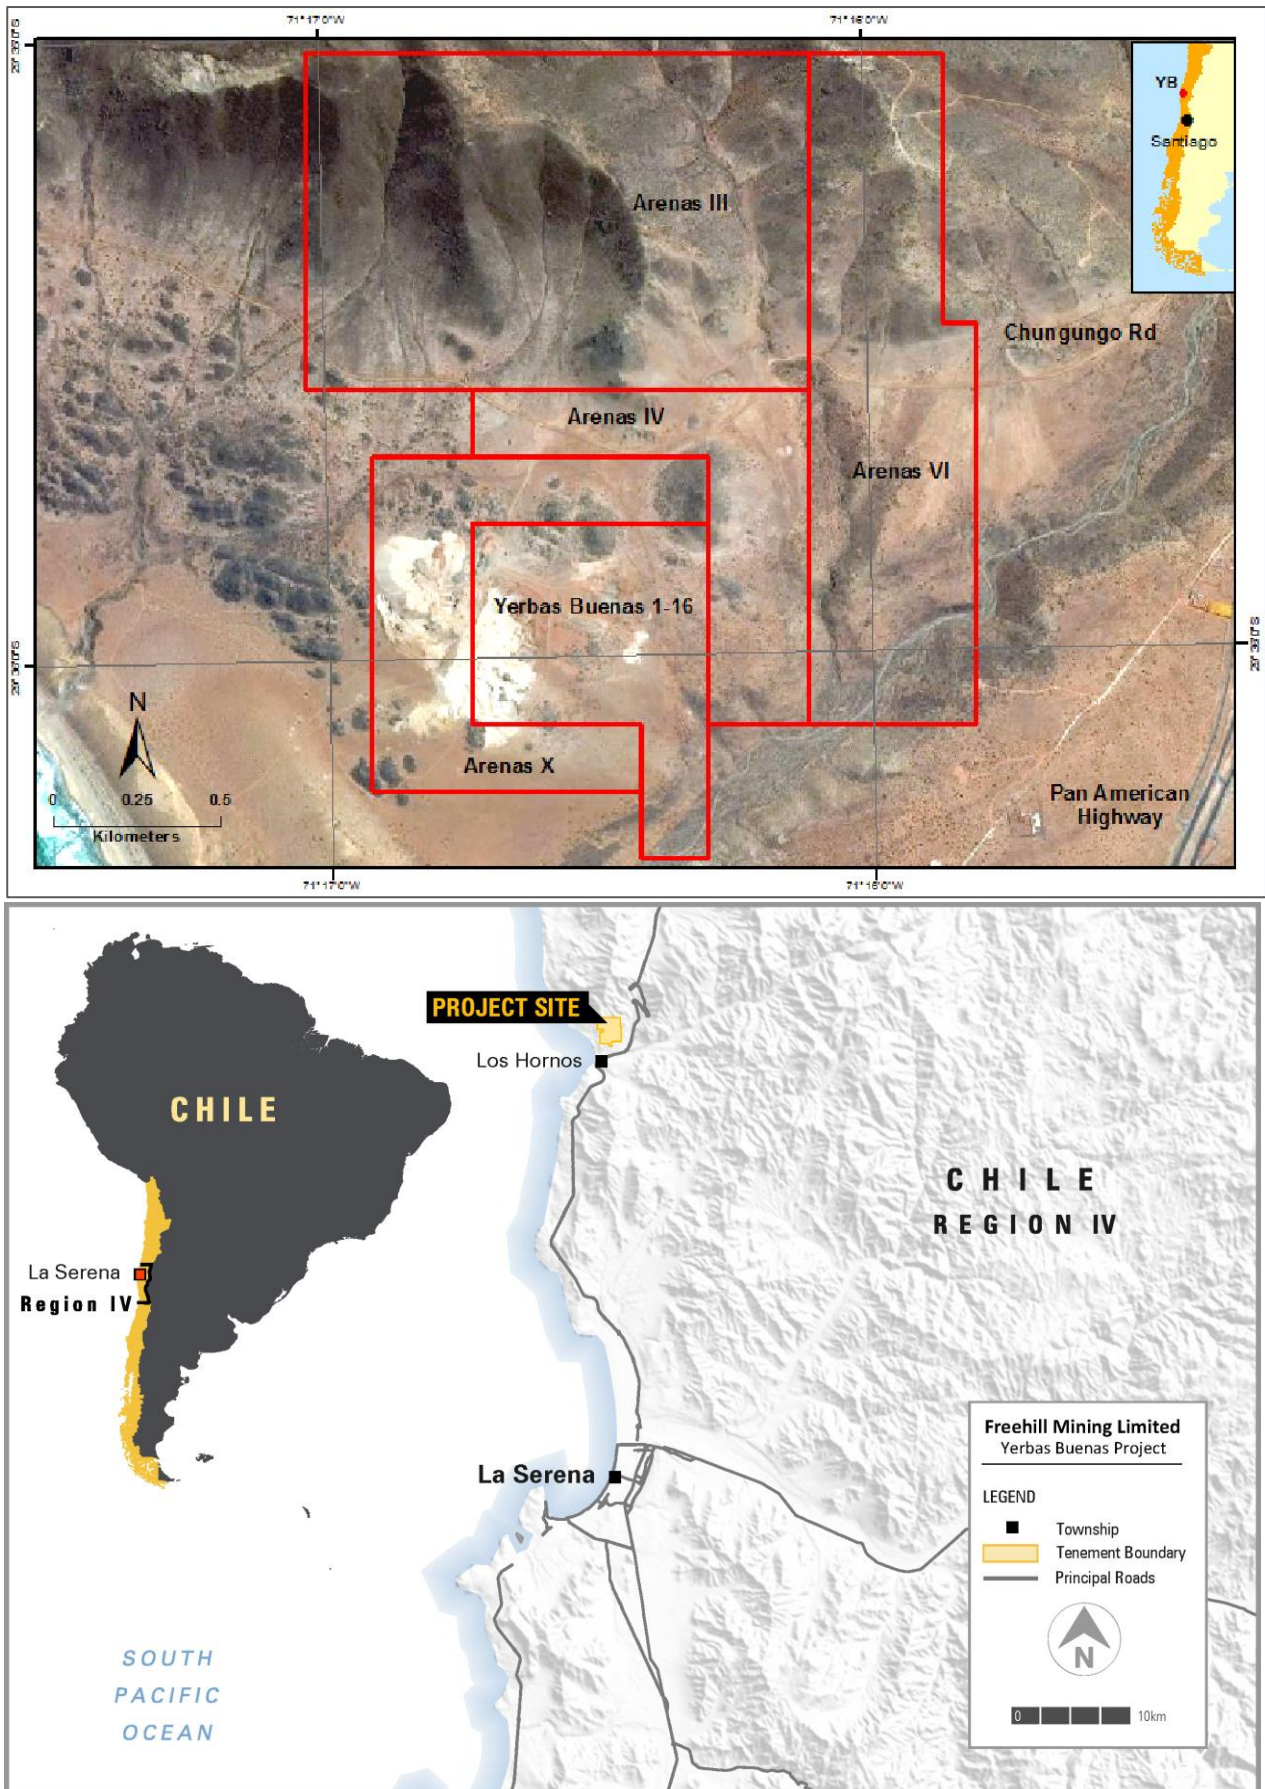 71°17'0"W
71°16'0"W
YB
Santiago
Arenas III
Chungungo Rd
Arenas IV
Arenas VI
Yerbas Buenas 1-16
N
Arenas X
0 0.25 0.5
Kilometers
Pan American
Highway
71°17'0"W
71°16'0"W
PROJECT SITE
Los Hornos
CHILE
CHILE
REGION IV
La Serena
Region IV
La Serena
Freehill Mining Limited
Yerbas Buenas Project
LEGEND
Township
Tenement Boundary
Principal Roads
N
0 10km
SOUTH
PACIFIC
OCEAN